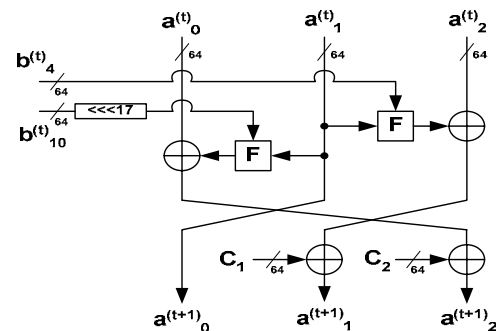 a(t)0 a(t)1 a(t)2
64 64 64
b(t)4
64
<<<17
64
b(t)10
F
F
C1 64 C2 64
a(t+1)0 a(t+1)1 a(t+1)2